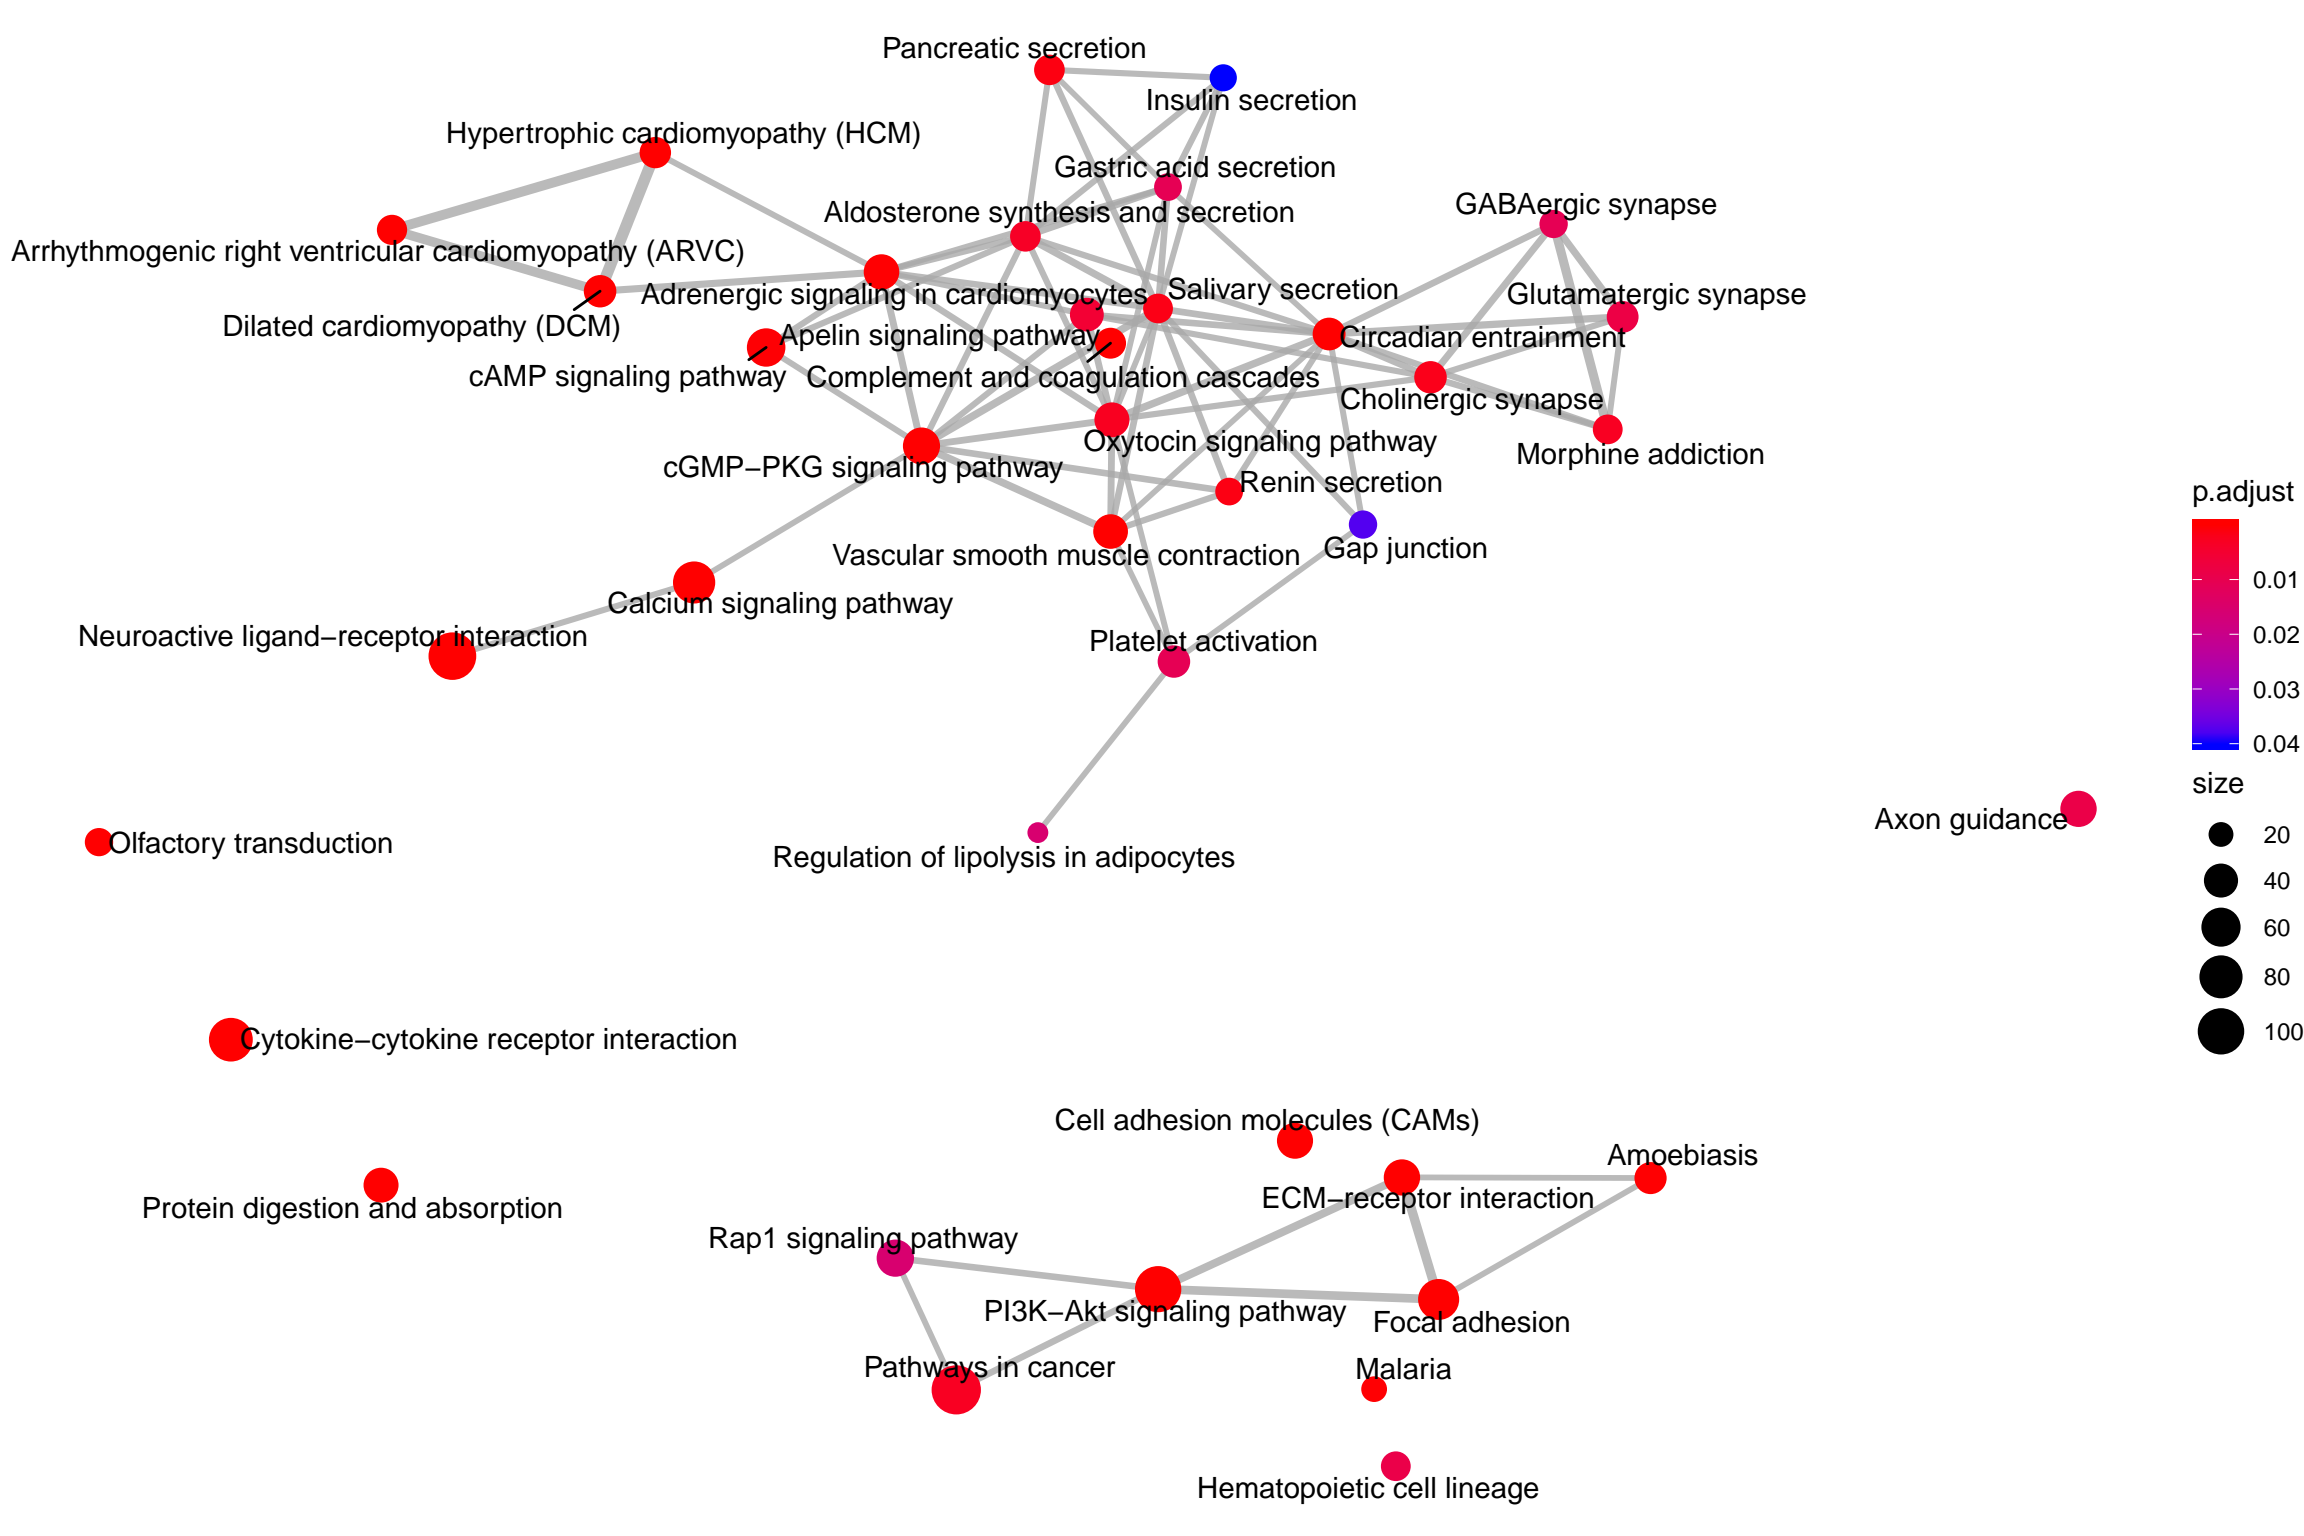 Pancreatic secretion
Insulin secretion
Hypertrophic cardiomyopathy (HCM)
Gastric acid secretion
GABAergic synapse
Aldosterone synthesis and secretion
Arrhythmogenic right ventricular cardiomyopathy (ARVC)
Adrenergic signaling in cardiomyocytes
Salivary secretion
Glutamatergic synapse
Dilated cardiomyopathy (DCM)
Apelin signaling pathway
Circadian entrainment
cAMP signaling pathway
Complement and coagulation cascades
Cholinergic synapse
Oxytocin signaling pathway
Morphine addiction
cGMP−PKG signaling pathway
Renin secretion
Vascular smooth muscle contraction
Gap junction
Calcium signaling pathway
Neuroactive ligand−receptor interaction
Platelet activation
Regulation of lipolysis in adipocytes
Olfactory transduction
Axon guidance
Cytokine−cytokine receptor interaction
Cell adhesion molecules (CAMs)
Amoebiasis
ECM−receptor interaction
Protein digestion and absorption
Rap1 signaling pathway
PI3K−Akt signaling pathway
Focal adhesion
Pathways in cancer
Malaria
Hematopoietic cell lineage
p.adjust
0.01
0.02
0.03
0.04
size
20
40
60
80
100